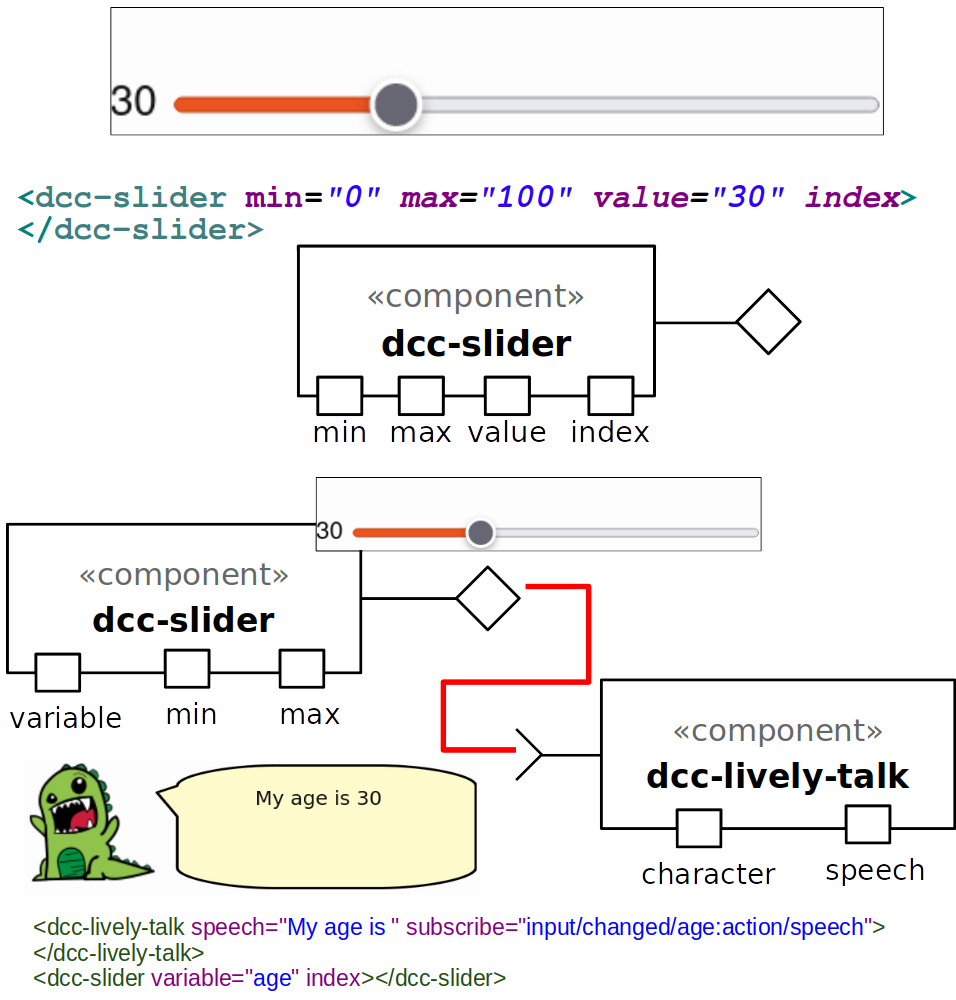 30
<dcc-slider min="0" max="100" value="30" index>
</dcc-slider>
«component»
dcc-slider
min max value index
30
«component»
dcc-slider
variable min max
«component»
dcc-lively-talk
character speech
My age is 30
<dcc-lively-talk speech="My age is " subscribe="input/changed/age:action/speech">
</dcc-lively-talk>
<dcc-slider variable="age" index></dcc-slider>